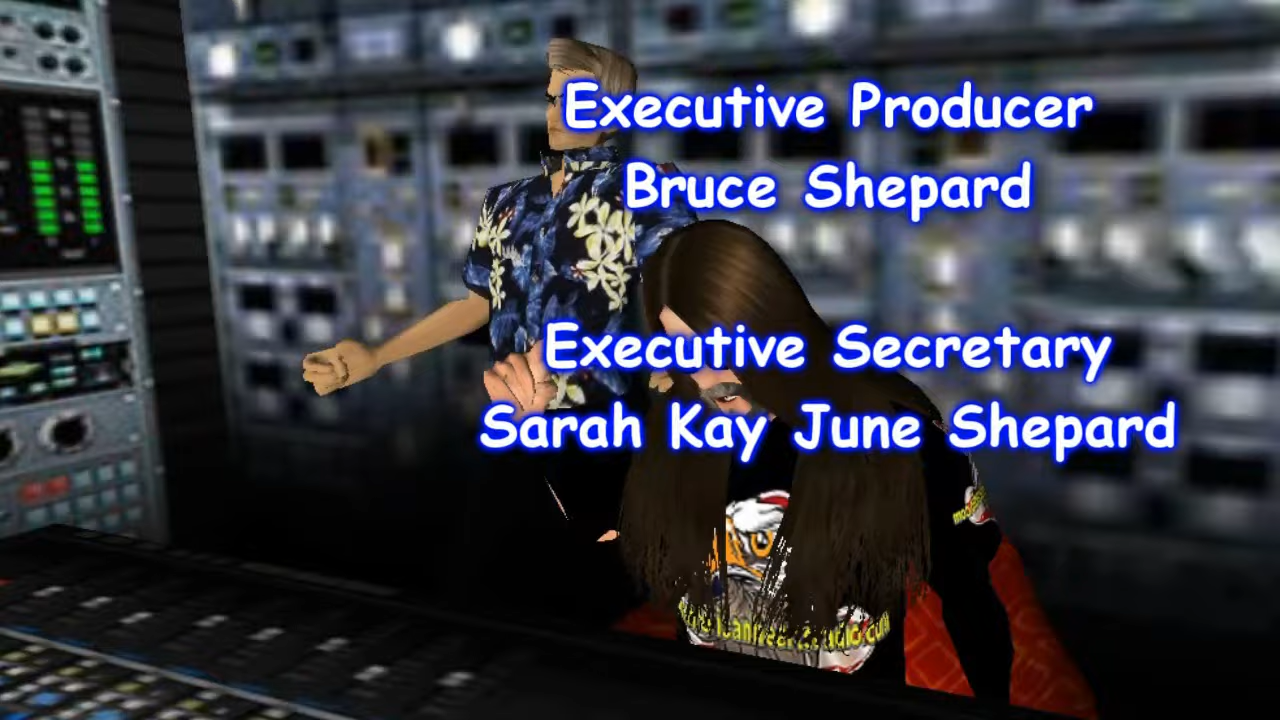 Executive Producer
Bruce Shepard
Executive Secretary
Sarah Kay June Shepard